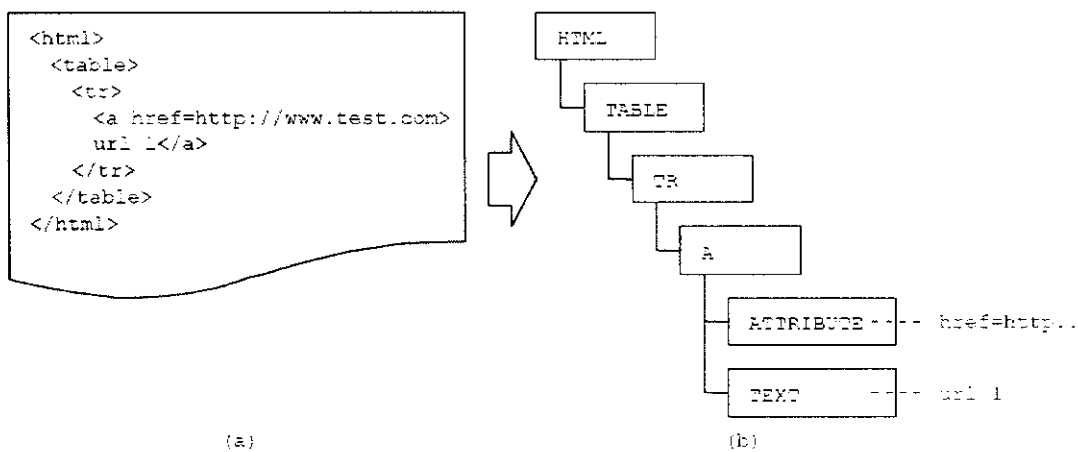 <html>
<table>
<tr>
<a href=http://www.test.com>
url 1</a>
</tr>
</table>
</html>
HTML
TABLE
TR
A
ATTRIBUTE
href=http..
TEXT
url 1
(a)
(b)